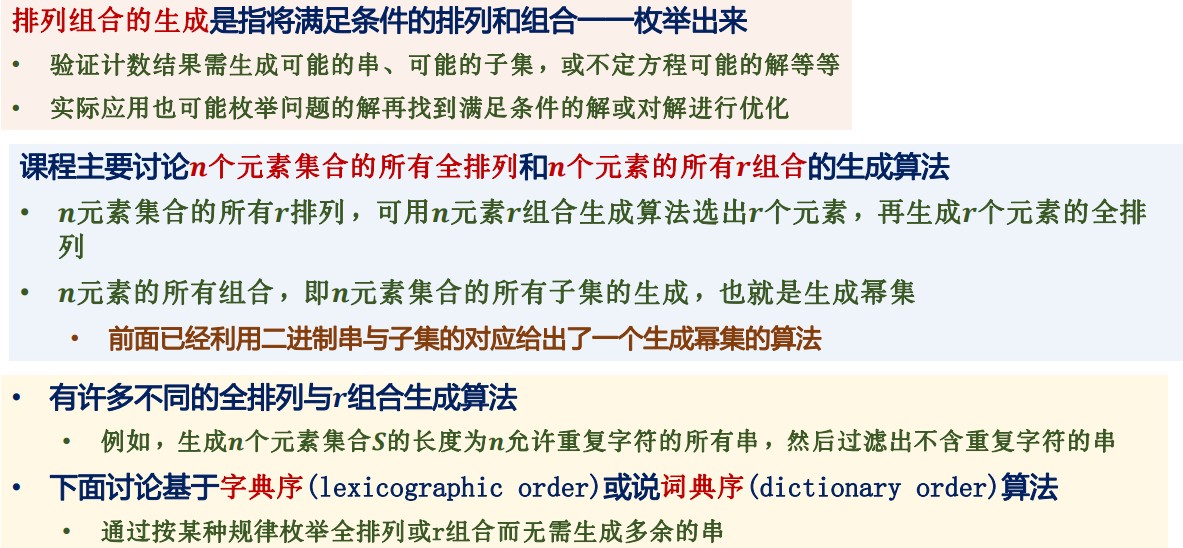 排列组合的生成是指将满足条件的排列和组合一一枚举出来
• 验证计数结果需生成可能的串、可能的子集，或不定方程可能的解等等
• 实际应用也可能枚举问题的解再找到满足条件的解或对解进行优化
课程主要讨论n个元素集合的所有全排列和n个元素的所有r组合的生成算法
• n元素集合的所有r排列，可用n元素r组合生成算法选出r个元素，再生成r个元素的全排
列
• n元素的所有组合，即n元素集合的所有子集的生成，也就是生成幂集
• 前面已经利用二进制串与子集的对应给出了一个生成幂集的算法
• 有许多不同的全排列与r组合生成算法
• 例如，生成n个元素集合S的长度为n允许重复字符的所有串，然后过滤出不含重复字符的串
• 下面讨论基于字典序(lexicographic order)或说词典序(dictionary order)算法
• 通过按某种规律枚举全排列或r组合而无需生成多余的串